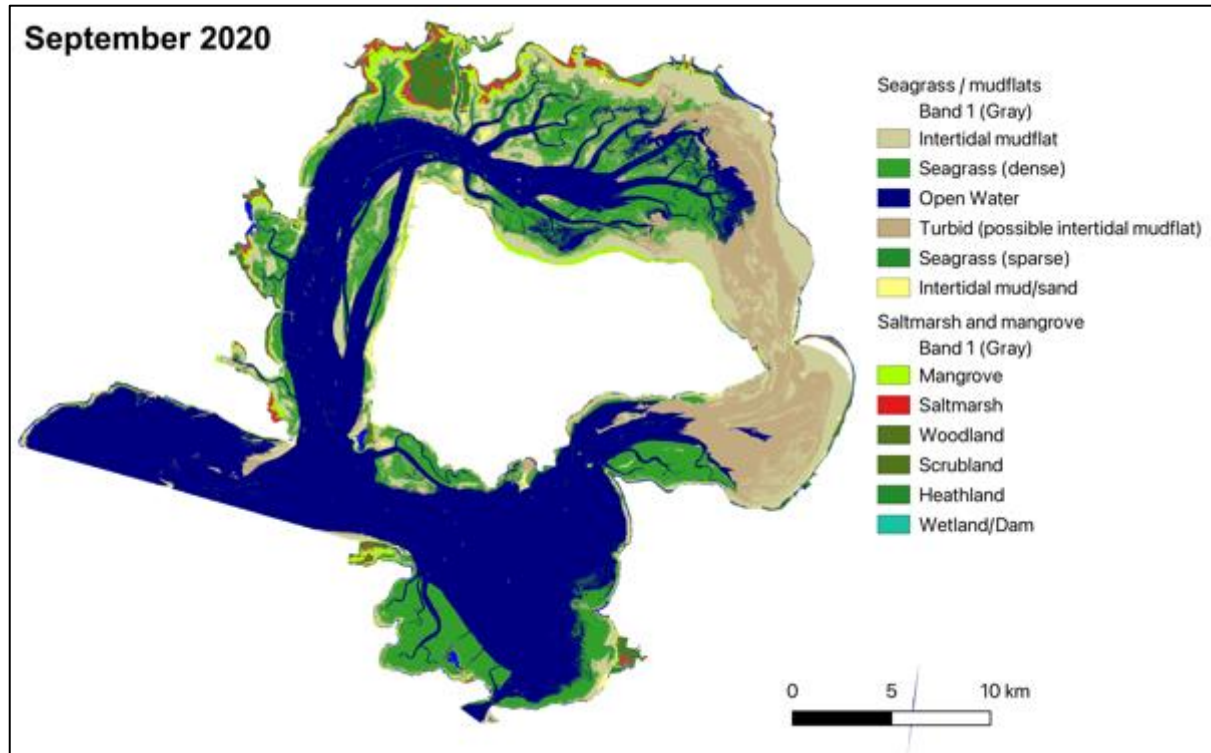 September 2020
Seagrass / mudflats
Band 1 (Gray)
Intertidal mudflat
Seagrass (dense)
Open Water
Turbid (possible intertidal mudflat)
Seagrass (sparse)
Intertidal mud/sand
Saltmarsh and mangrove
Band 1 (Gray)
Mangrove
Saltmarsh
Woodland
Scrubland
Heathland
Wetland/Dam
0 5 10 km